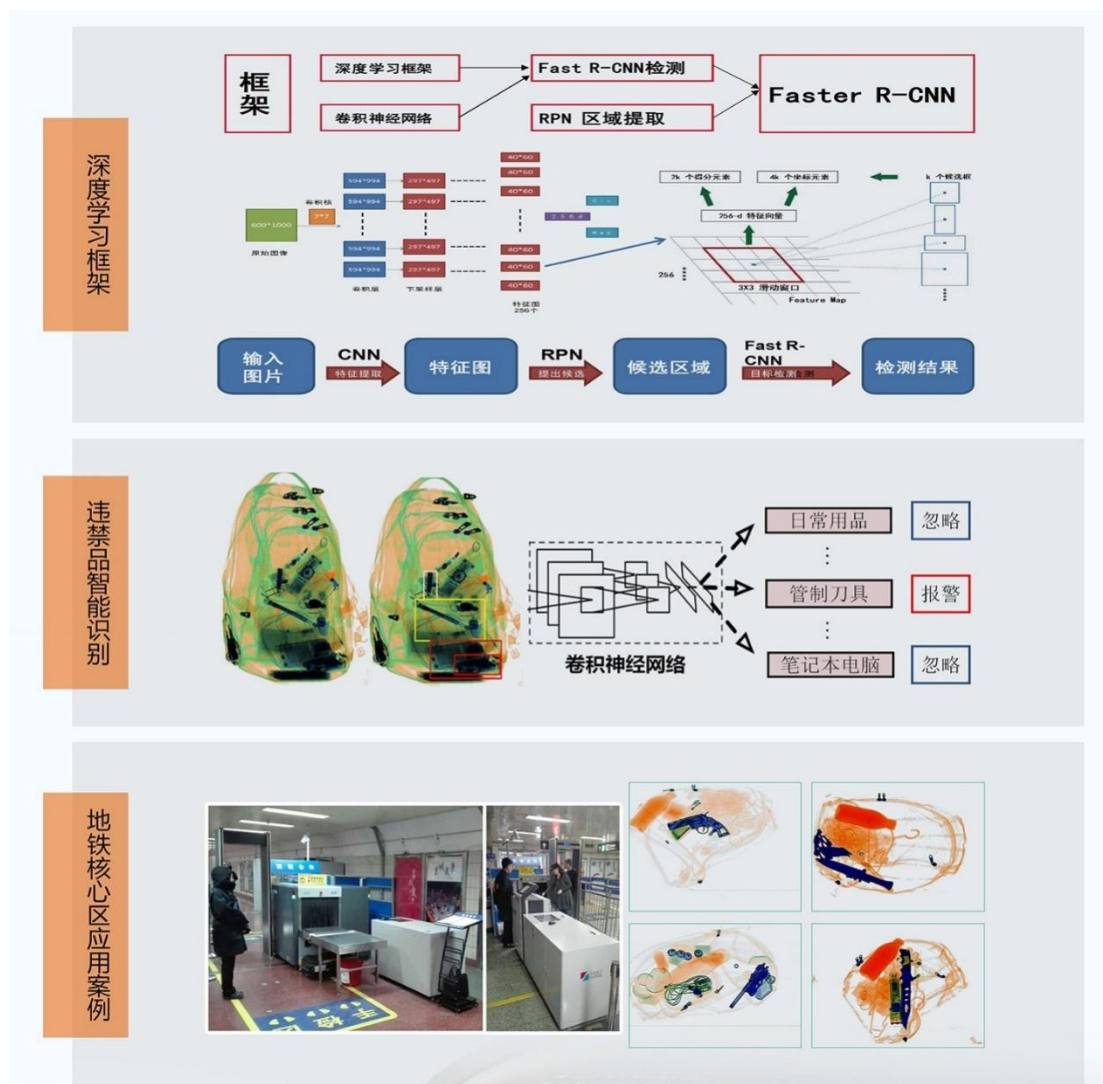 深度学习框架
框架
深度学习框架
卷积神经网络
Fast R-CNN检测
RPN 区域提取
Faster R-CNN
600*1000
原始图像
卷积核
7*7
594*994
594*994
594*994
594*994
卷积层
297*497
297*497
297*497
297*497
下采样层
40*60
40*60
40*60
40*60
40*60
40*60
特征图
256个
256d
2k 个得分元素
4k 个坐标元素
k 个候选框
256-d 特征向量
256
3X3 滑动窗口
Feature Map
输入图片
CNN
特征提取
特征图
RPN
提出候选
候选区域
Fast R-CNN
目标检测
检测结果
违禁品智能识别
卷积神经网络
日常用品
忽略
⋮
管制刀具
报警
⋮
笔记本电脑
忽略
地铁核心区应用案例
手检区